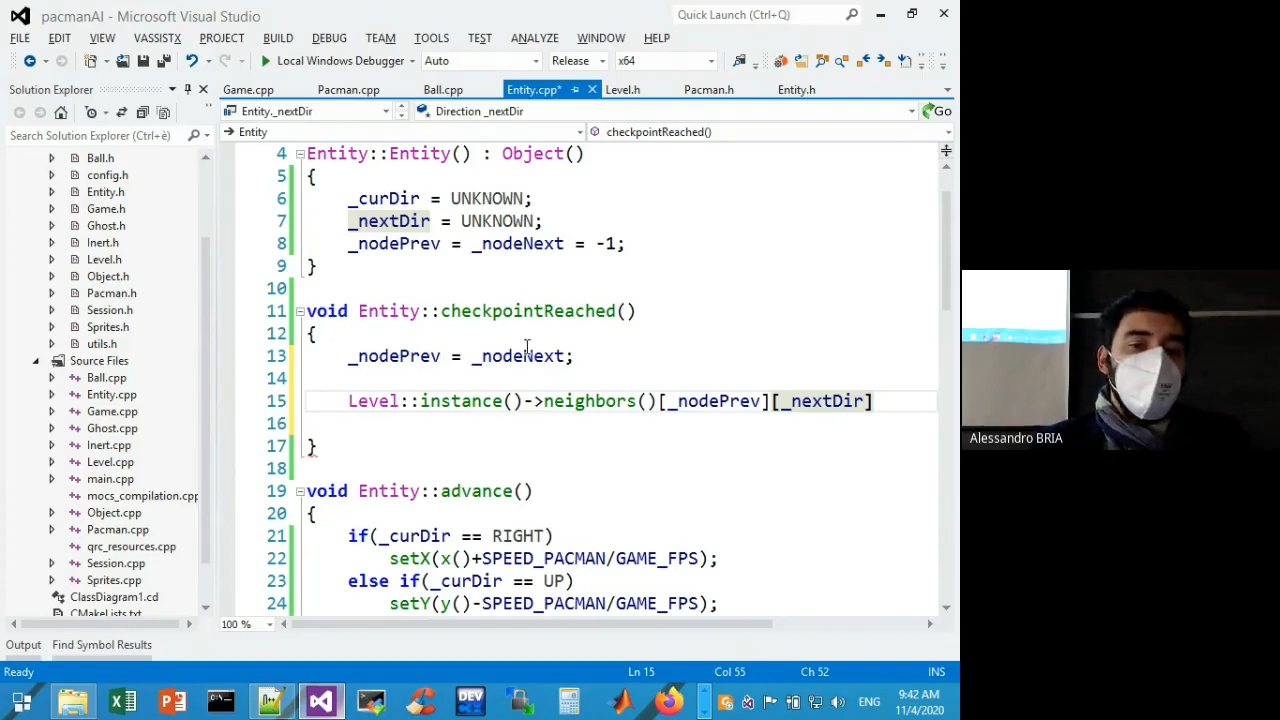 pacmanAI - Microsoft Visual Studio
Quick Launch (Ctrl+Q)
FILE EDIT VIEW VASSISTX PROJECT BUILD DEBUG TEAM TOOLS TEST ANALYZE WINDOW HELP
Local Windows Debugger Auto Release x64
Solution Explorer
Game.cpp Pacman.cpp Ball.cpp Entity.cpp* Level.h Pacman.h Entity.h
Entity._nextDir Direction _nextDir Go
Entity checkpointReached()
Search Solution Explorer (Ctrl+è)
Ball.h
config.h
Entity.h
Game.h
Ghost.h
Inert.h
Level.h
Object.h
Pacman.h
Session.h
Sprites.h
utils.h
Source Files
Ball.cpp
Entity.cpp
Game.cpp
Ghost.cpp
Inert.cpp
Level.cpp
main.cpp
mocs_compilation.cpp
Object.cpp
Pacman.cpp
qrc_resources.cpp
Session.cpp
Sprites.cpp
ClassDiagram1.cd
CMakeLists.txt
4 Entity::Entity() : Object()
5 {
6 _curDir = UNKNOWN;
7 _nextDir = UNKNOWN;
8 _nodePrev = _nodeNext = -1;
9 }
10
11 void Entity::checkpointReached()
12 {
13 _nodePrev = _nodeNext;
14
15 Level::instance()->neighbors()[_nodePrev][_nextDir]
16
17 }
18
19 void Entity::advance()
20 {
21 if(_curDir == RIGHT)
22 setX(x()+SPEED_PACMAN/GAME_FPS);
23 else if(_curDir == UP)
24 setY(y()-SPEED_PACMAN/GAME_FPS);
100 %
Output Find Symbol Results
Ready Ln 15 Col 55 Ch 52 INS
DEV
ENG
9:42 AM
11/4/2020
Alessandro BRIA